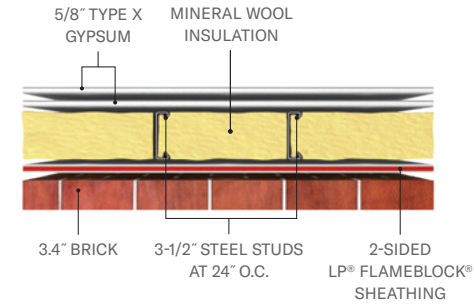 5/8″ TYPE X
GYPSUM
MINERAL WOOL
INSULATION
3.4″ BRICK
3-1/2″ STEEL STUDS
AT 24″ O.C.
2-SIDED
LP® FLAMEBLOCK®
SHEATHING